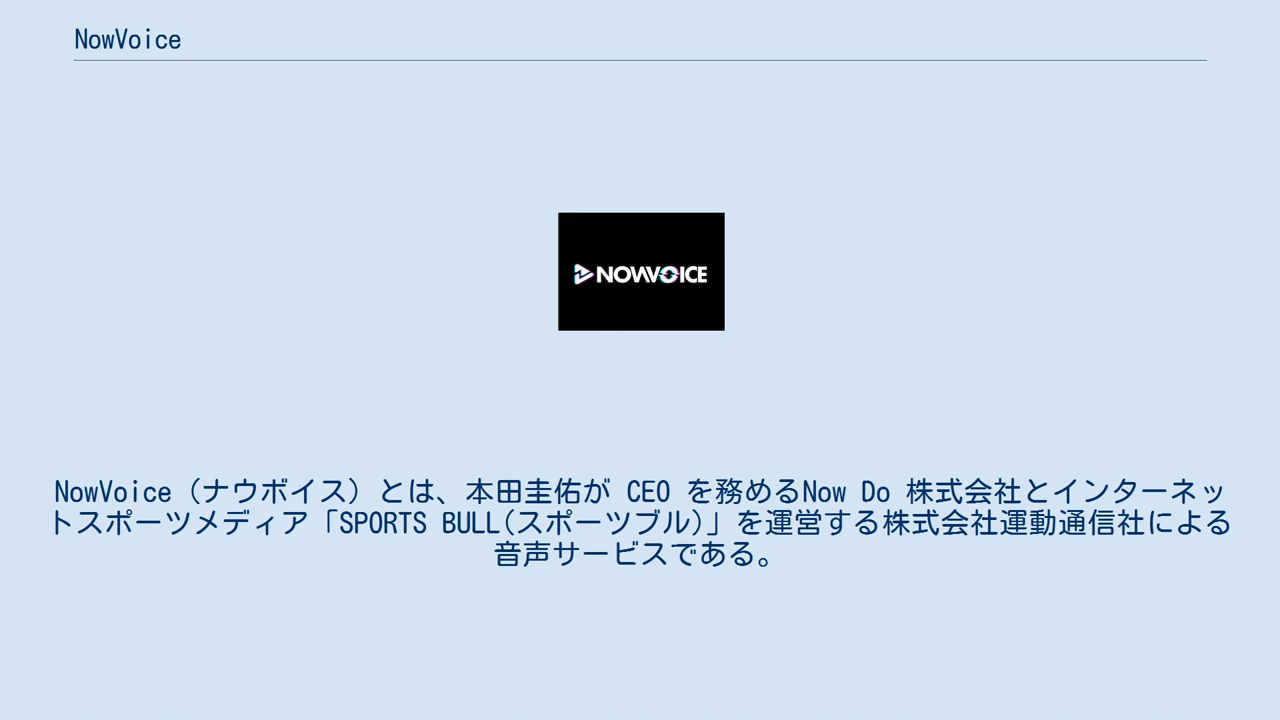 NowVoice
NOWVOICE
NowVoice（ナウボイス）とは、本田圭佑が CEO を務めるNow Do 株式会社とインターネッ
トスポーツメディア「SPORTS BULL(スポーツブル)」を運営する株式会社運動通信社による
音声サービスである。